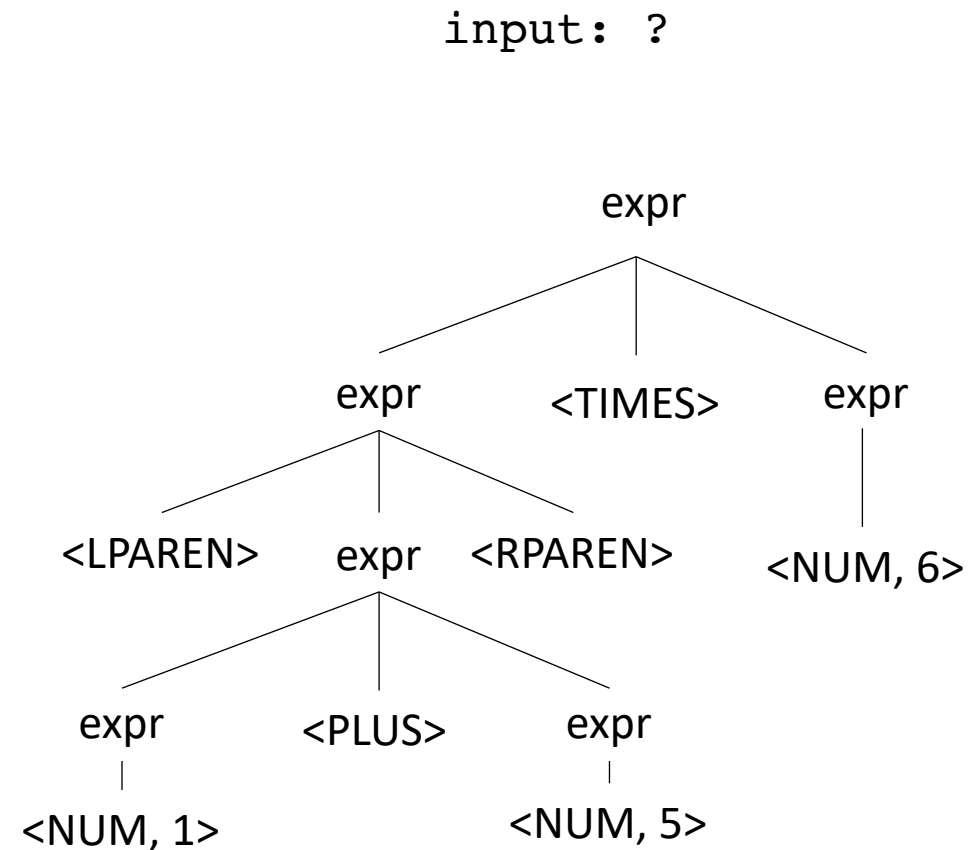 input: ?
expr
expr <TIMES> expr
<LPAREN> expr <RPAREN> <NUM, 6>
expr <PLUS> expr
<NUM, 1> <NUM, 5>